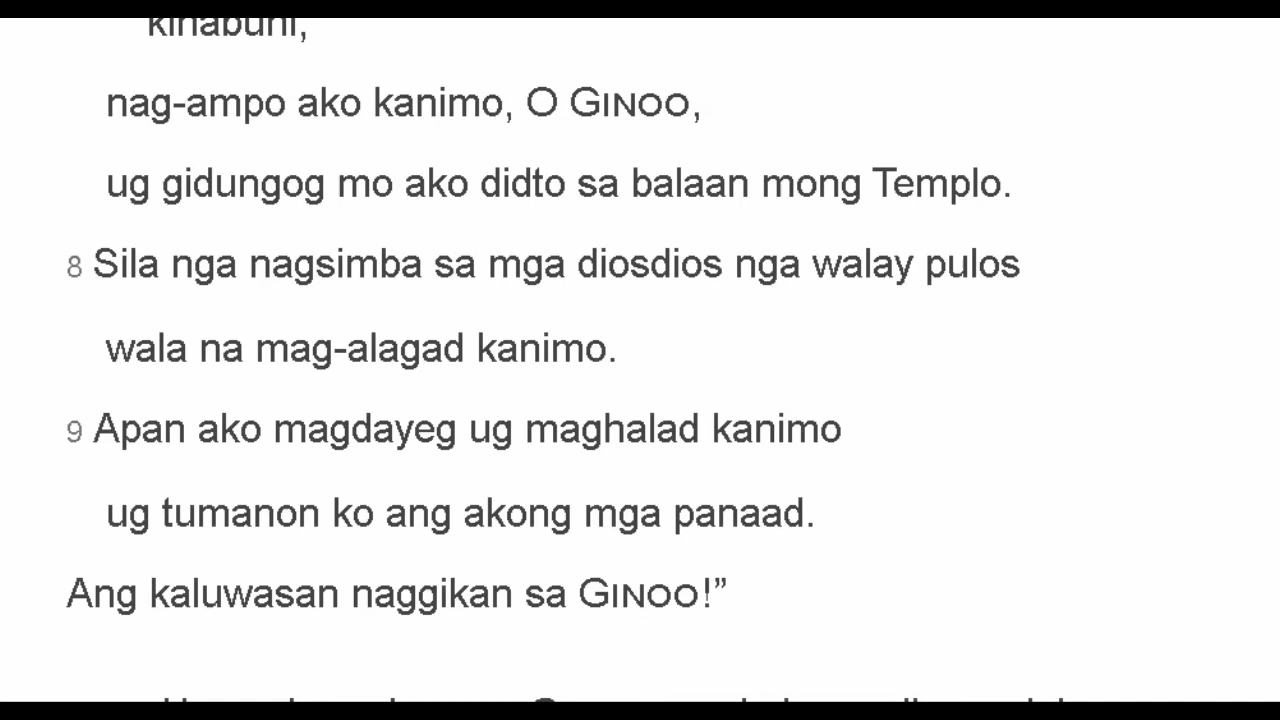 kinabuhi,
nag-ampo ako kanimo, O GINOO,
ug gidungog mo ako didto sa balaan mong Templo.
8 Sila nga nagsimba sa mga diosdios nga walay pulos
wala na mag-alagad kanimo.
9 Apan ako magdayeg ug maghalad kanimo
ug tumanon ko ang akong mga panaad.
Ang kaluwasan naggikan sa GINOO!”